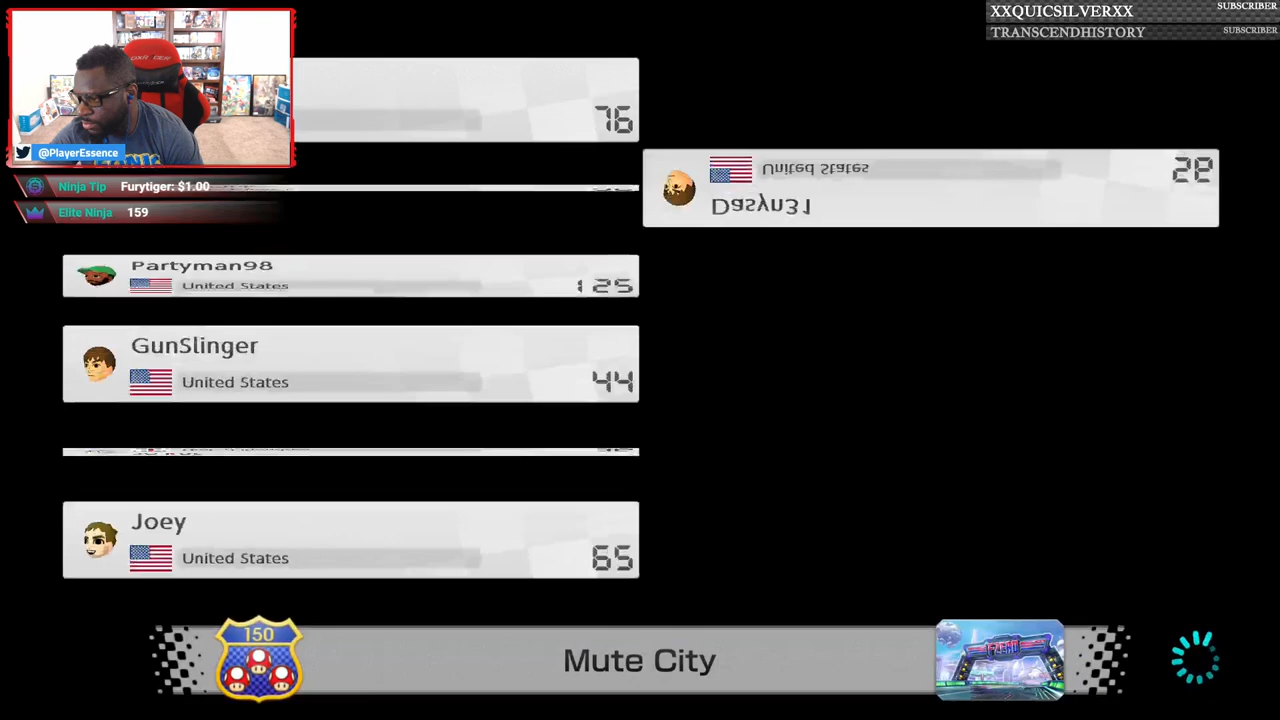 XXQUICSILVERXX SUBSCRIBER
TRANSCENDHISTORY SUBSCRIBER
@PlayerEssence
76
Ninja Tip Furytiger: $1.00
Elite Ninja 159
United States 28
Dasyn31
Partyman98
United States 125
GunSlinger
United States 44
Joey
United States 65
150 Mute City
F-ZERO